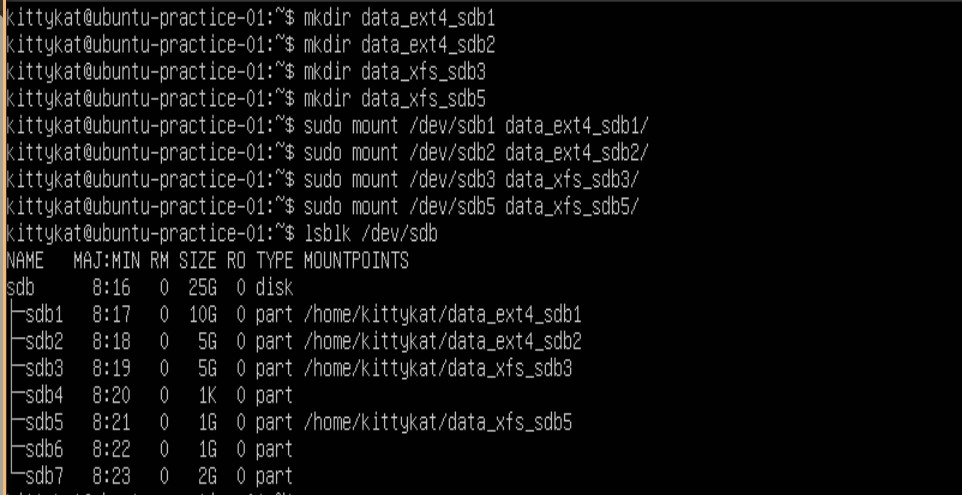 kittykat@ubuntu-practice-01:~$ mkdir data_ext4_sdb1
kittykat@ubuntu-practice-01:~$ mkdir data_ext4_sdb2
kittykat@ubuntu-practice-01:~$ mkdir data_xfs_sdb3
kittykat@ubuntu-practice-01:~$ mkdir data_xfs_sdb5
kittykat@ubuntu-practice-01:~$ sudo mount /dev/sdb1 data_ext4_sdb1/
kittykat@ubuntu-practice-01:~$ sudo mount /dev/sdb2 data_ext4_sdb2/
kittykat@ubuntu-practice-01:~$ sudo mount /dev/sdb3 data_xfs_sdb3/
kittykat@ubuntu-practice-01:~$ sudo mount /dev/sdb5 data_xfs_sdb5/
kittykat@ubuntu-practice-01:~$ lsblk /dev/sdb
NAME   MAJ:MIN RM SIZE RO TYPE MOUNTPOINTS
sdb      8:16   0  25G  0 disk
├─sdb1   8:17   0  10G  0 part /home/kittykat/data_ext4_sdb1
├─sdb2   8:18   0   5G  0 part /home/kittykat/data_ext4_sdb2
├─sdb3   8:19   0   5G  0 part /home/kittykat/data_xfs_sdb3
├─sdb4   8:20   0   1K  0 part
├─sdb5   8:21   0   1G  0 part /home/kittykat/data_xfs_sdb5
├─sdb6   8:22   0   1G  0 part
└─sdb7   8:23   0   2G  0 part